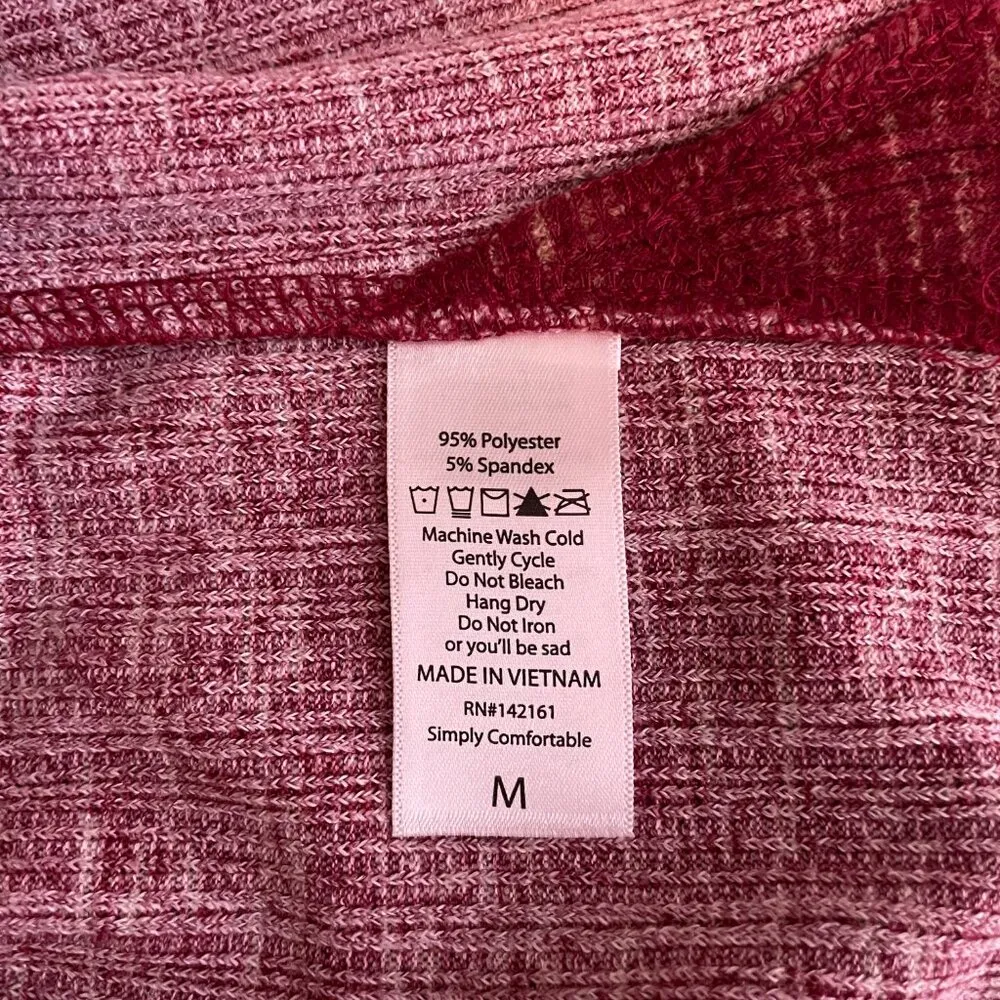 95% Polyester
5% Spandex
Machine Wash Cold
Gently Cycle
Do Not Bleach
Hang Dry
Do Not Iron
or you'll be sad
MADE IN VIETNAM
RN#142161
Simply Comfortable
M